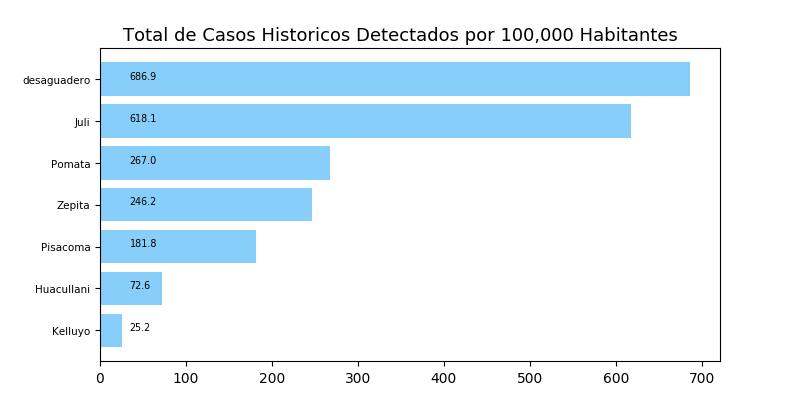 Total de Casos Historicos Detectados por 100,000 Habitantes
desaguadero 686.9
Juli 618.1
Pomata 267.0
Zepita 246.2
Pisacoma 181.8
Huacullani 72.6
Kelluyo 25.2
0 100 200 300 400 500 600 700